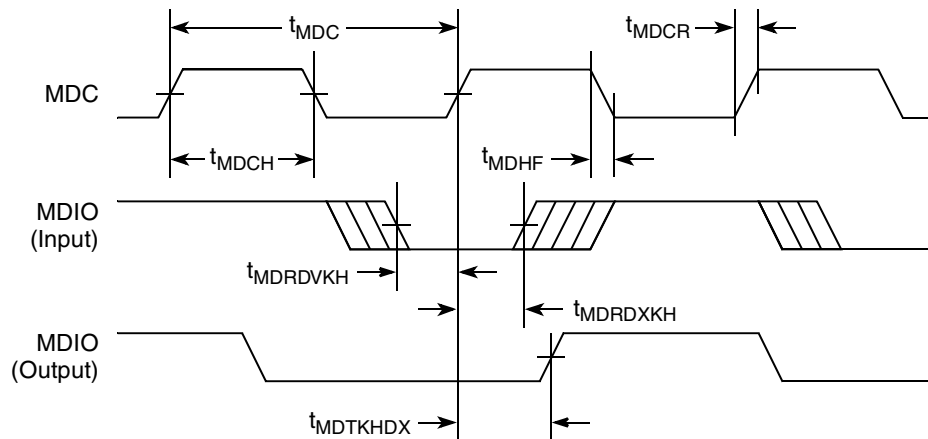 tMDC
tMDCR
MDC
tMDCH
tMDHF
MDIO
(Input)
tMDRDVKH
tMDRDXKH
MDIO
(Output)
tMDTKHDX